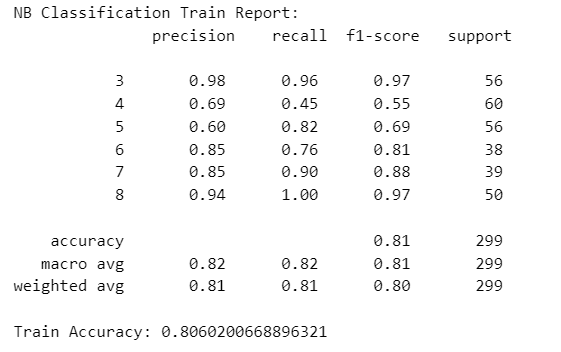 NB Classification Train Report:
precision recall f1-score support
3 0.98 0.96 0.97 56
4 0.69 0.45 0.55 60
5 0.60 0.82 0.69 56
6 0.85 0.76 0.81 38
7 0.85 0.90 0.88 39
8 0.94 1.00 0.97 50
accuracy 0.81 299
macro avg 0.82 0.82 0.81 299
weighted avg 0.81 0.81 0.80 299
Train Accuracy: 0.8060200668896321